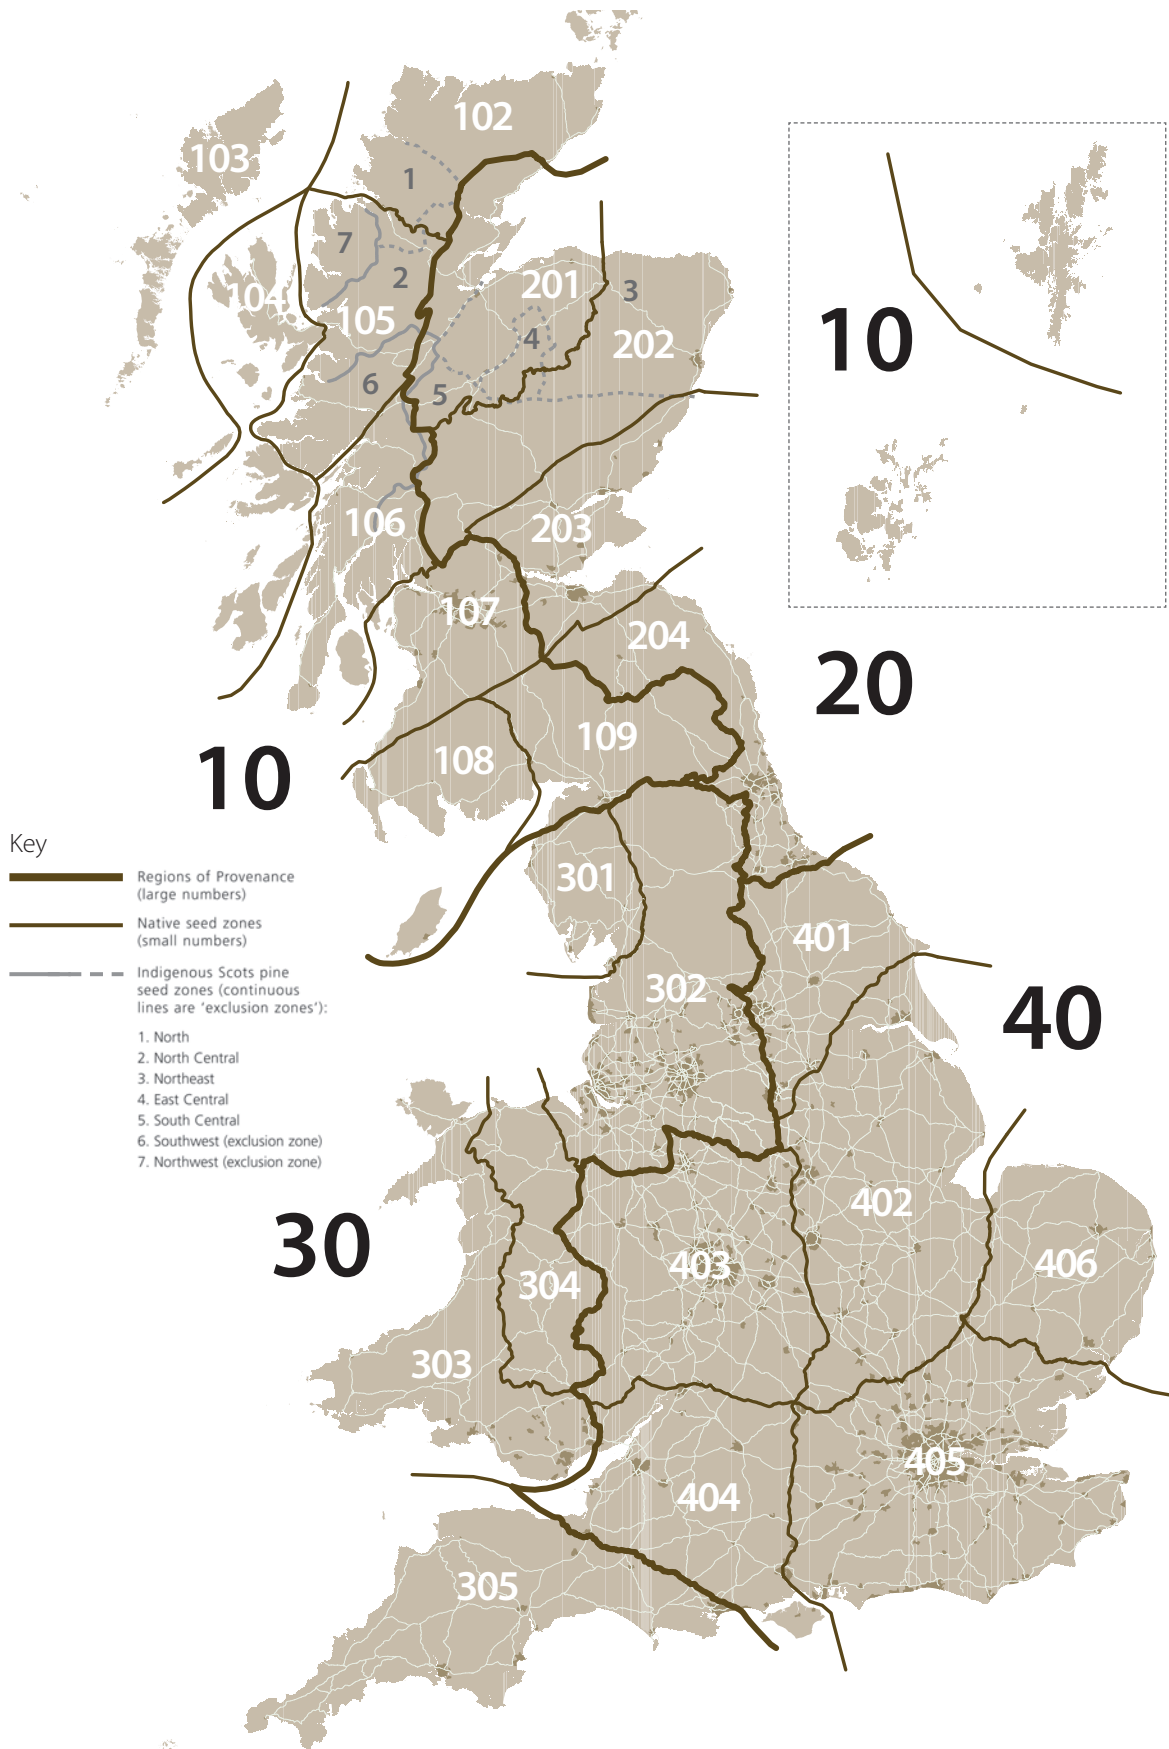 102
103
1
7
2
104
201
3
105
4
202
10
6
5
106
203
107
204
20
109
10
108
Key
Regions of Provenance
(large numbers)
Native seed zones
(small numbers)
Indigenous Scots pine
seed zones (continuous
lines are ‘exclusion zones’):
1. North
2. North Central
3. Northeast
4. East Central
5. South Central
6. Southwest (exclusion zone)
7. Northwest (exclusion zone)
301
401
302
40
402
30
403
406
304
303
405
404
305